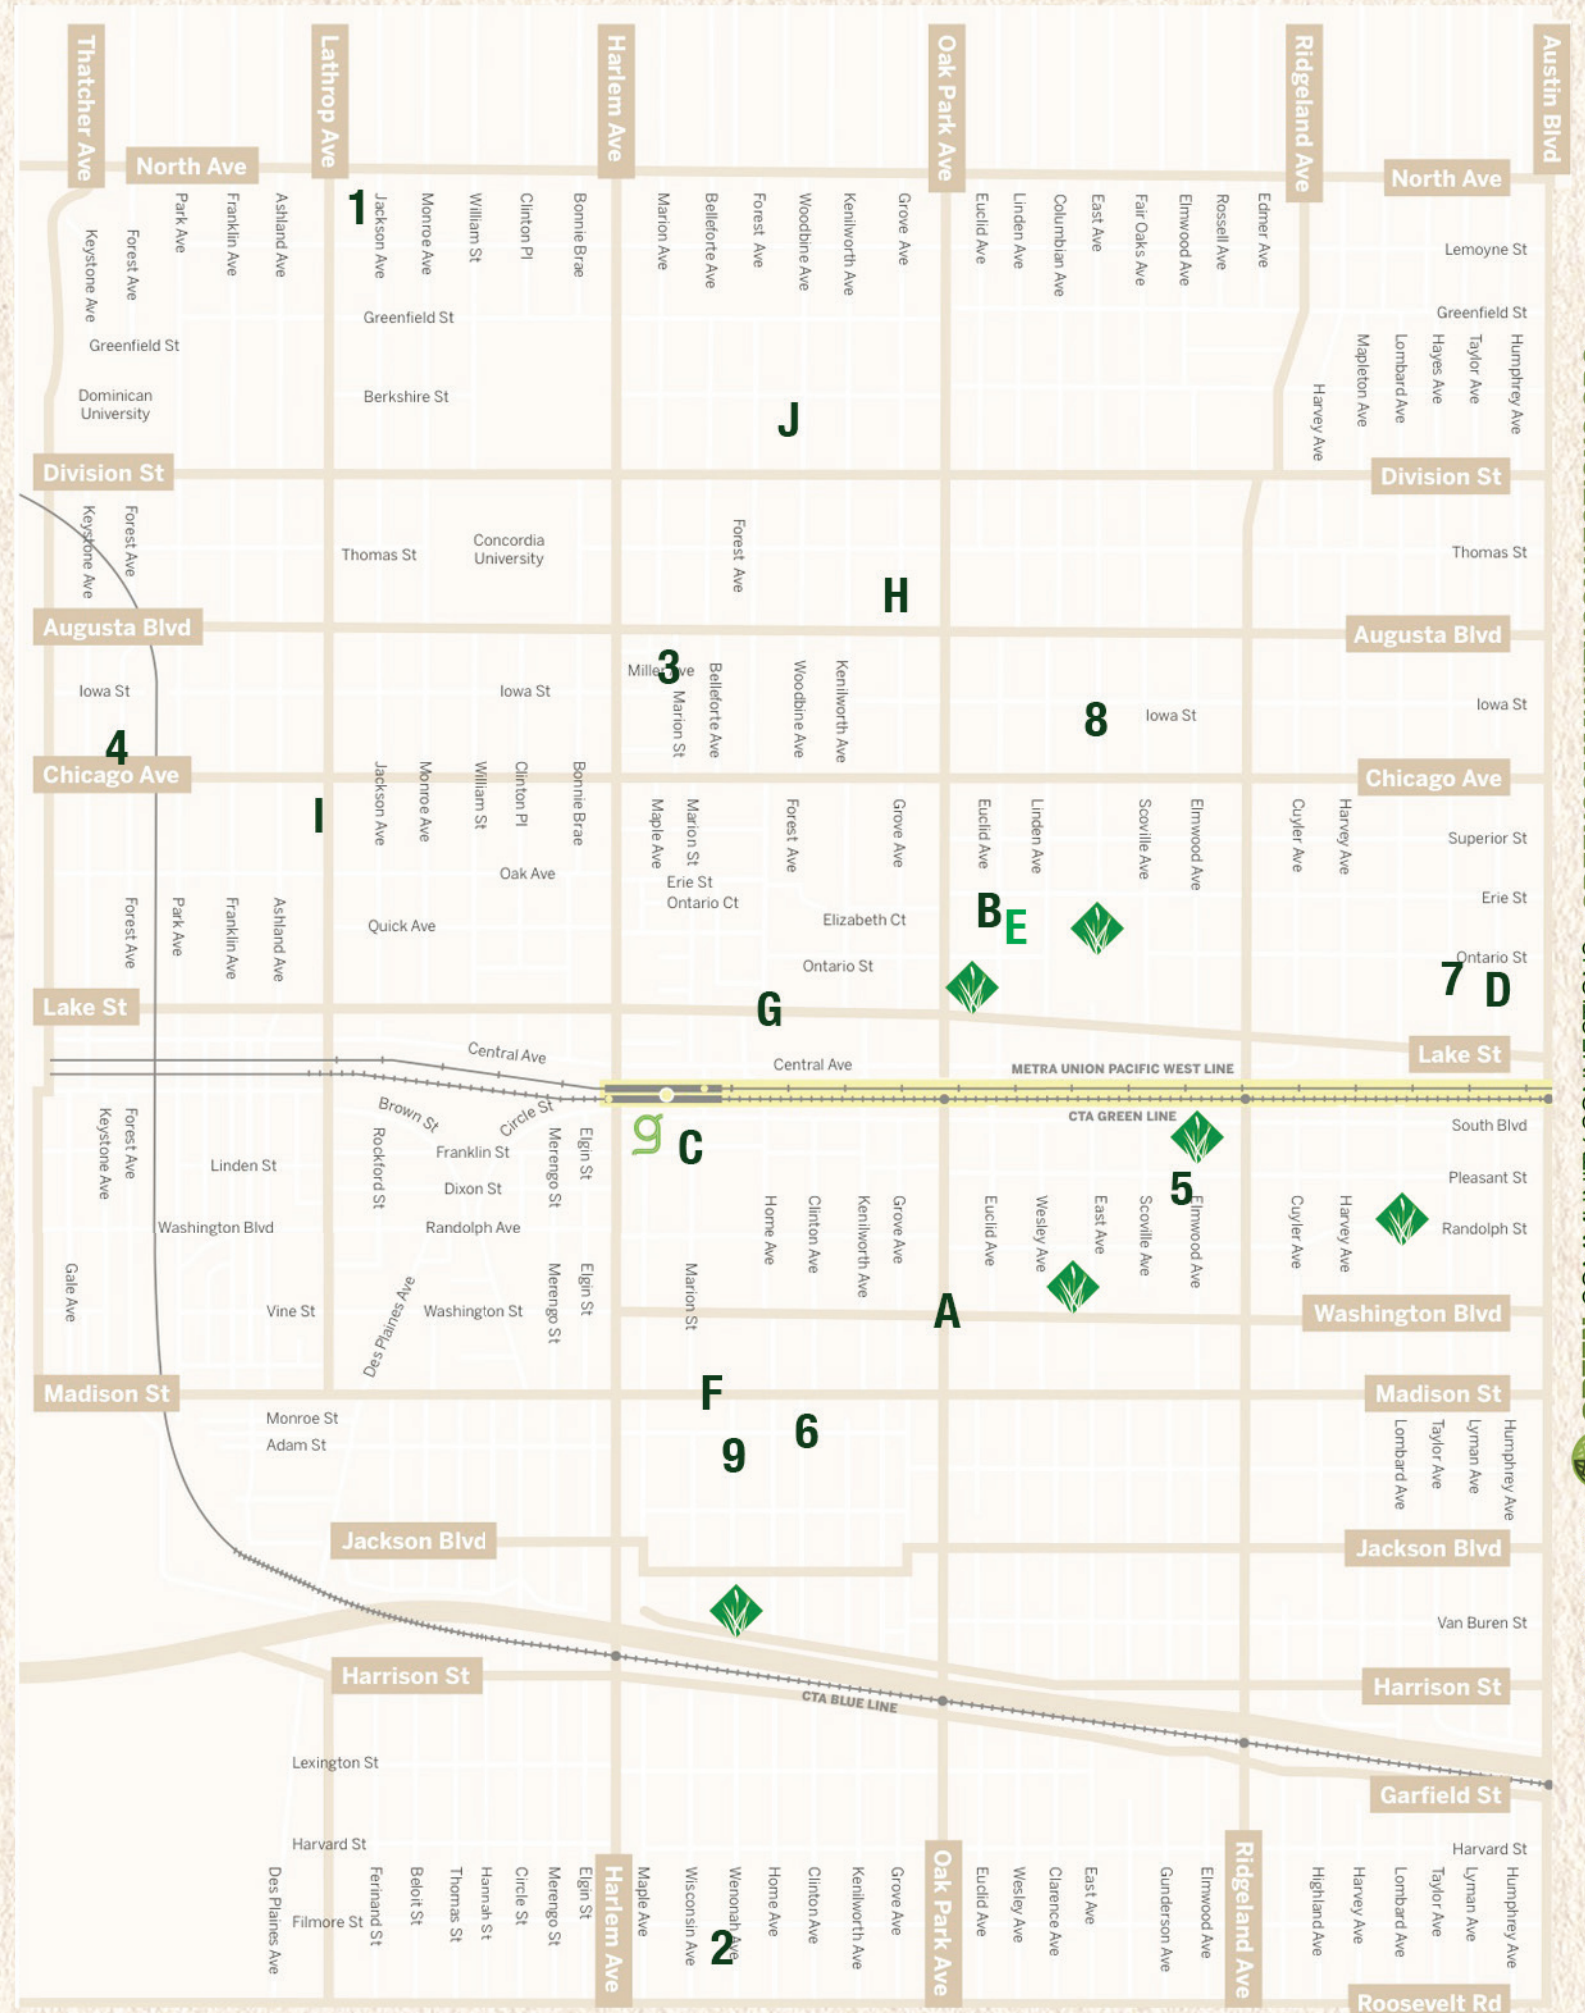 Thatcher Ave
Lathrop Ave
Harlem Ave
Oak Park Ave
Ridgeland Ave
Austin Blvd
North Ave
North Ave
1
Park Ave
Franklin Ave
Ashland Ave
Jackson Ave
Monroe Ave
William St
Clinton Pl
Bonnie Brae
Marion Ave
Belleforte Ave
Forest Ave
Woodbine Ave
Kenilworth Ave
Grove Ave
Euclid Ave
Linden Ave
Columbian Ave
East Ave
Fair Oaks Ave
Elmwood Ave
Rossell Ave
Edmer Ave
Keystone Ave
Forest Ave
Lemoyne St
Greenfield St
Greenfield St
Greenfield St
Mapleton Ave
Lombard Ave
Hayes Ave
Taylor Ave
Humphrey Ave
Harvey Ave
Dominican
University
Berkshire St
J
Division St
Division St
Keystone Ave
Forest Ave
Thomas St
Concordia
University
Forest Ave
Thomas St
H
Augusta Blvd
Augusta Blvd
3
Miller Ave
Marion St
Belleforte Ave
Woodbine Ave
Kenilworth Ave
Iowa St
Iowa St
8
Iowa St
Iowa St
4
Chicago Ave
Chicago Ave
I
Jackson Ave
Monroe Ave
William St
Clinton Pl
Bonnie Brae
Maple Ave
Marion St
Forest Ave
Grove Ave
Euclid Ave
Linden Ave
Scoville Ave
Elmwood Ave
Cuyler Ave
Harvey Ave
Superior St
Oak Ave
Erie St
Ontario Ct
Erie St
Forest Ave
Park Ave
Franklin Ave
Ashland Ave
Quick Ave
Elizabeth Ct
B
E
Ontario St
Ontario St
7
D
Lake St
G
Lake St
Central Ave
Central Ave
METRA UNION PACIFIC WEST LINE
CTA GREEN LINE
Brown St
Circle St
g
C
South Blvd
Keystone Ave
Forest Ave
Linden St
Rockford St
Franklin St
Dixon St
Merengo St
Elgin St
5
Pleasant St
Washington Blvd
Randolph Ave
Home Ave
Clinton Ave
Kenilworth Ave
Grove Ave
Euclid Ave
Wesley Ave
East Ave
Scoville Ave
Elmwood Ave
Cuyler Ave
Harvey Ave
Randolph St
Gale Ave
Vine St
Des Plaines Ave
Washington St
Merengo St
Elgin St
Marion St
A
Washington Blvd
Madison St
F
Madison St
Monroe St
Adam St
9
6
Lombard Ave
Taylor Ave
Lyman Ave
Humphrey Ave
Jackson Blvd
Jackson Blvd
Van Buren St
Harrison St
Harrison St
CTA BLUE LINE
Lexington St
Garfield St
Harvard St
Harvard St
Des Plaines Ave
Filmore St
Ferinand St
Beloit St
Thomas St
Hannah St
Circle St
Merengo St
Elgin St
Harlem Ave
Maple Ave
Wisconsin Ave
Wenonah Ave
2
Home Ave
Clinton Ave
Kenilworth Ave
Grove Ave
Oak Park Ave
Euclid Ave
Wesley Ave
Clarence Ave
East Ave
Gunderson Ave
Elmwood Ave
Ridgeland Ave
Highland Ave
Harvey Ave
Lombard Ave
Taylor Ave
Lyman Ave
Humphrey Ave
Roosevelt Rd